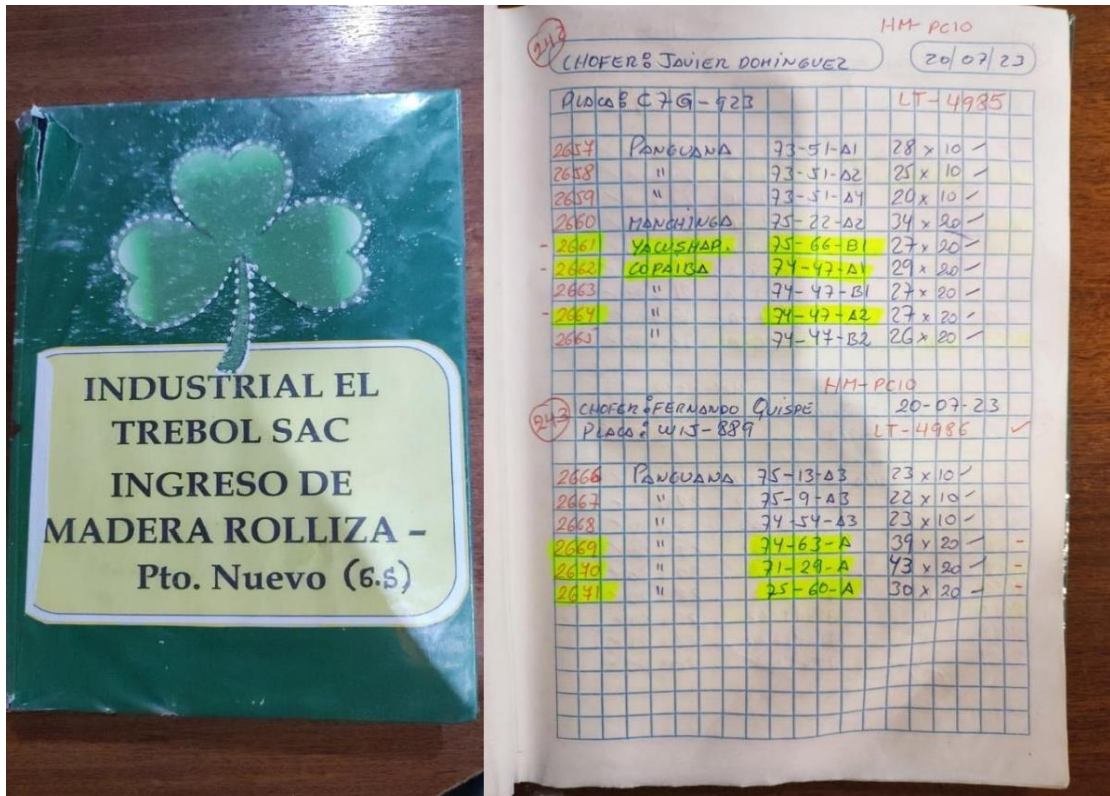 INDUSTRIAL EL
TREBOL SAC
INGRESO DE
MADERA ROLLIZA –
Pto. Nuevo (G.S)
242
HM-PC10
CHOFER: JAVIER DOMINGUEZ 20/07/23
PLACA: C7G-923 LT-4985
2657 PANGUANA 73-51-A1 28 x 10
2658 " 73-51-A2 25 x 10
2659 " 73-51-A4 20 x 10
2660 MANCHINGA 75-22-A2 34 x 20
- 2661 YACUSHAP. 75-66-B1 27 x 20
- 2662 COPAIBA 74-47-A1 29 x 20
2663 " 74-47-B1 27 x 20
- 2664 " 74-47-A2 27 x 20
2665 " 74-47-B2 26 x 20
HM-PC10
243 CHOFER: FERNANDO QUISPE 20-07-23
PLACA: W1J-889 LT-4986 ✓
2666 PANGUANA 75-13-A3 23 x 10
2667 " 75-9-A3 22 x 10
2668 " 74-54-A3 23 x 10
2669 " 74-63-A 39 x 20 -
2670 " 71-29-A 43 x 20 -
2671 " 75-60-A 30 x 20 -